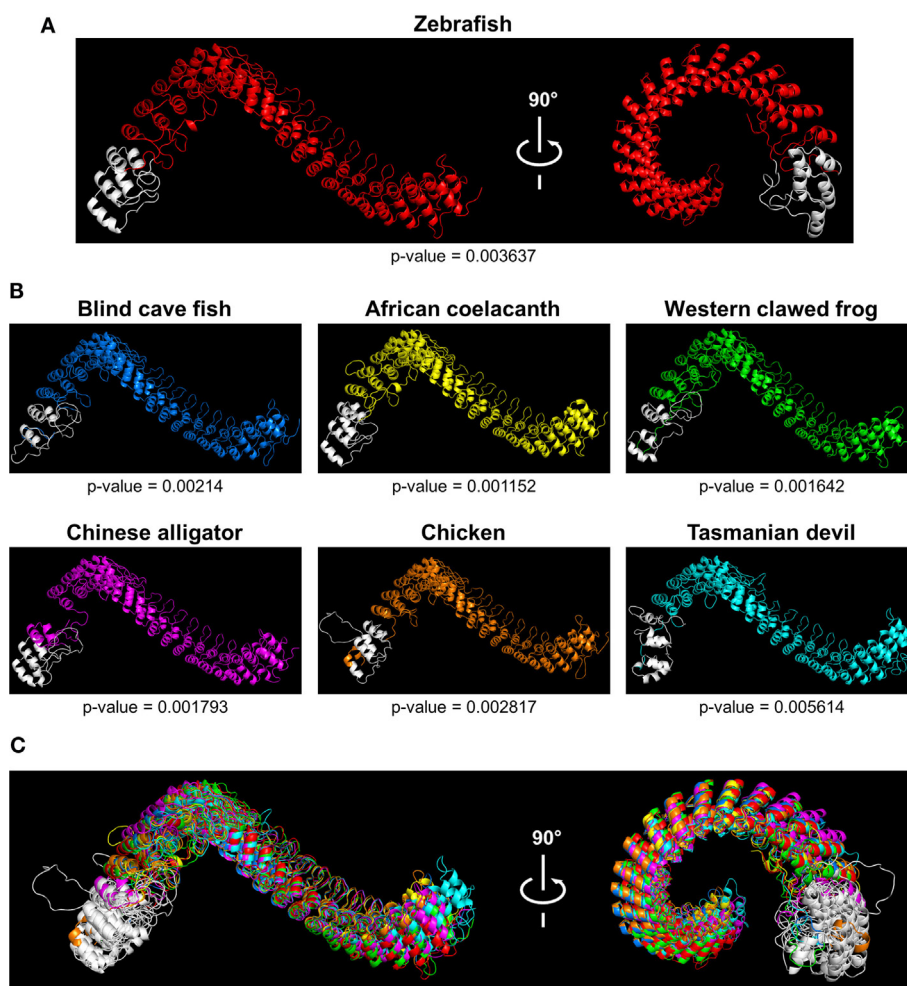 A
Zebrafish
90°
p-value = 0.003637
B
Blind cave fish
African coelacanth
Western clawed frog
p-value = 0.00214
p-value = 0.001152
p-value = 0.001642
Chinese alligator
Chicken
Tasmanian devil
p-value = 0.001793
p-value = 0.002817
p-value = 0.005614
C
90°